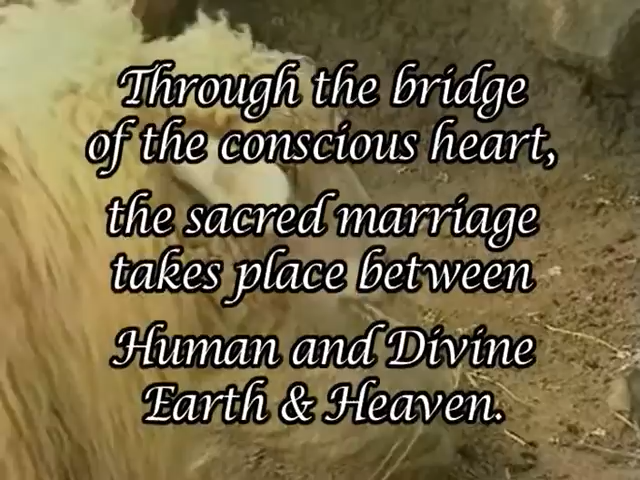 Through the bridge
of the conscious heart,
the sacred marriage
takes place between
Human and Divine
Earth & Heaven.